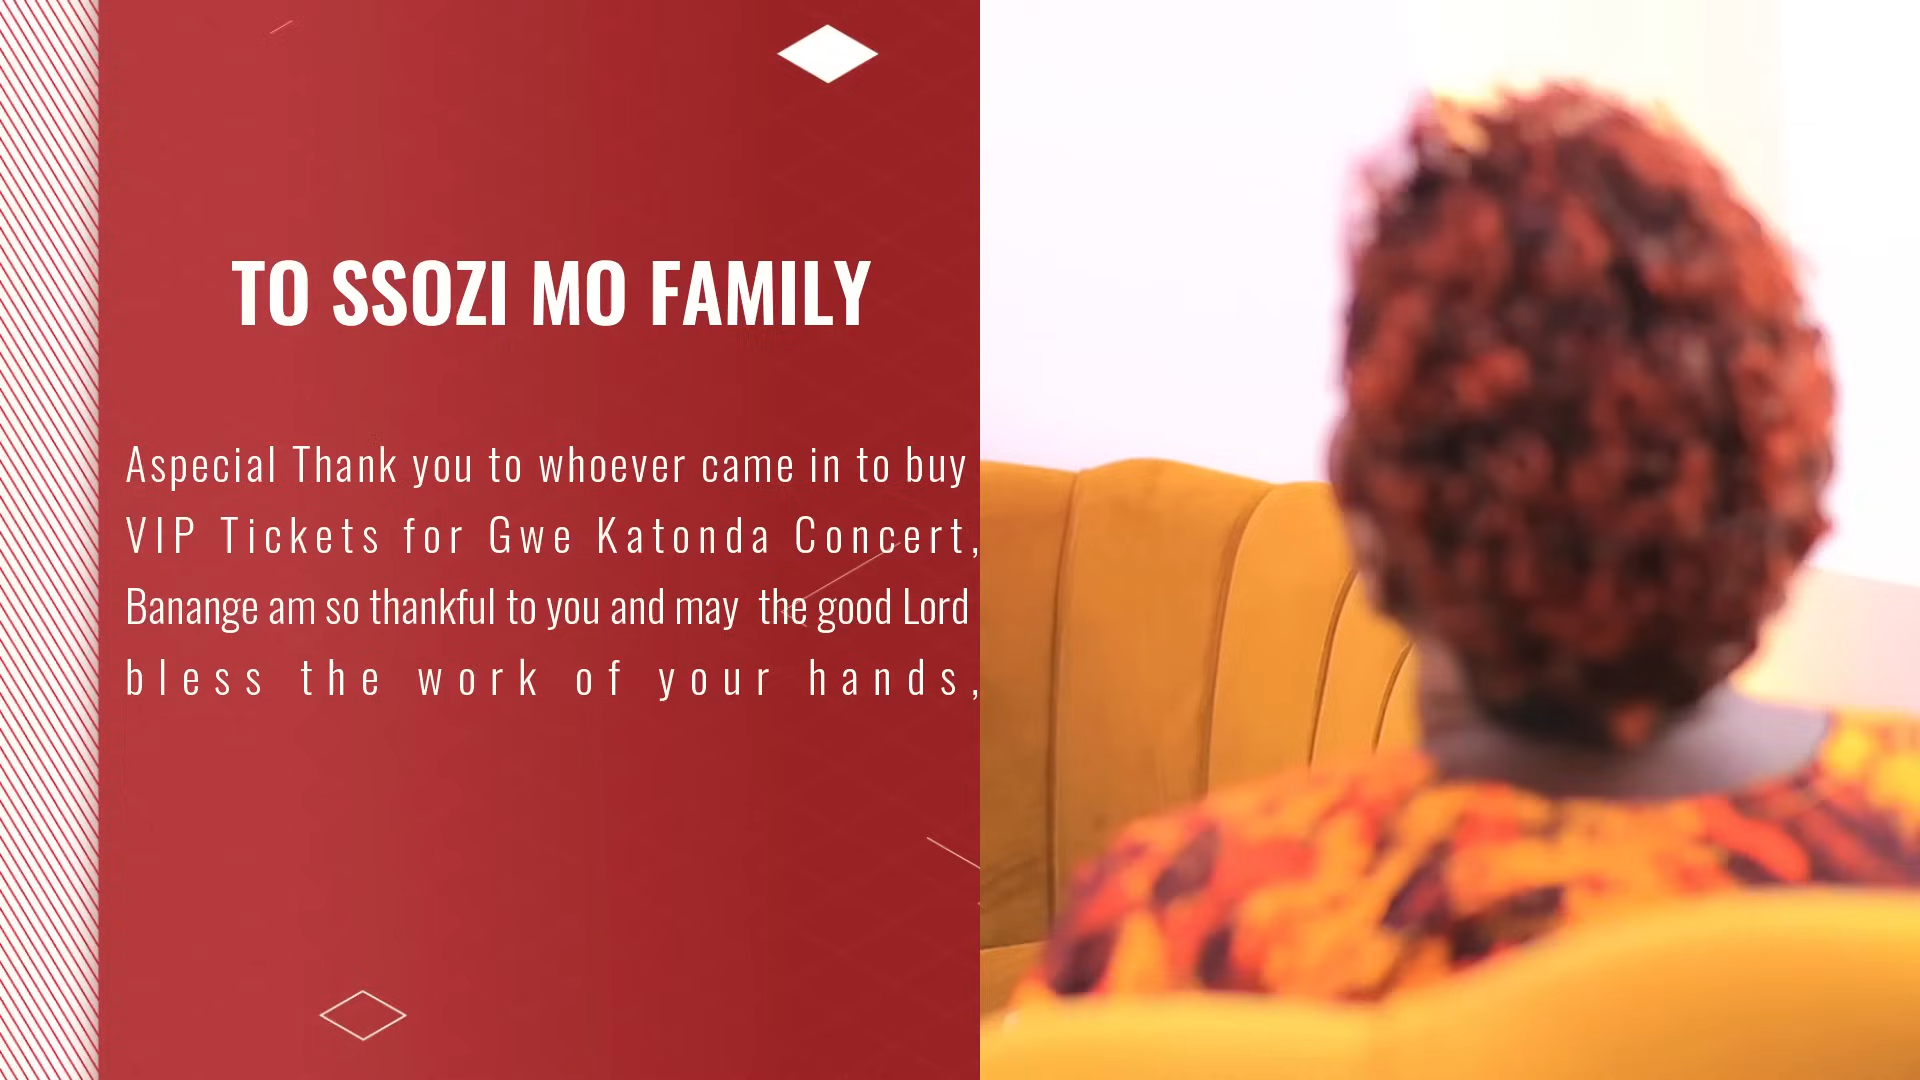 TO SSOZI MO FAMILY
Aspecial Thank you to whoever came in to buy
VIP Tickets for Gwe Katonda Concert,
Banange am so thankful to you and may the good Lord
bless the work of your hands,